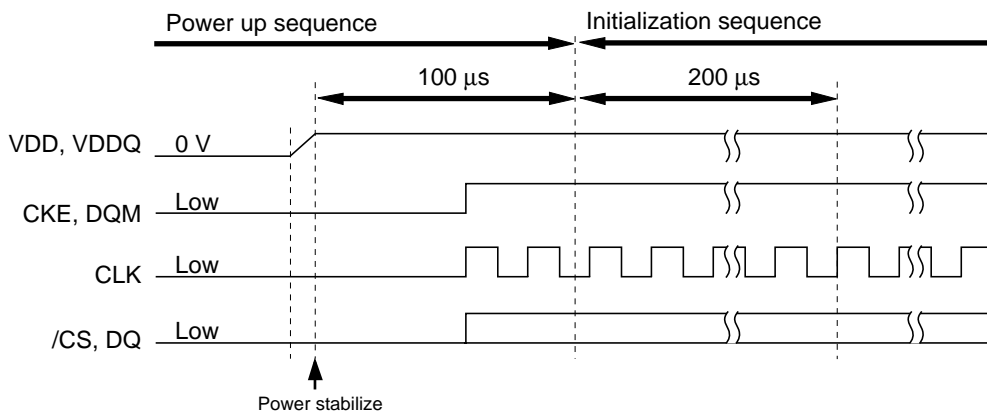 Power up sequence
Initialization sequence
100 µs
200 µs
VDD, VDDQ
0 V
CKE, DQM
Low
CLK
Low
/CS, DQ
Low
Power stabilize